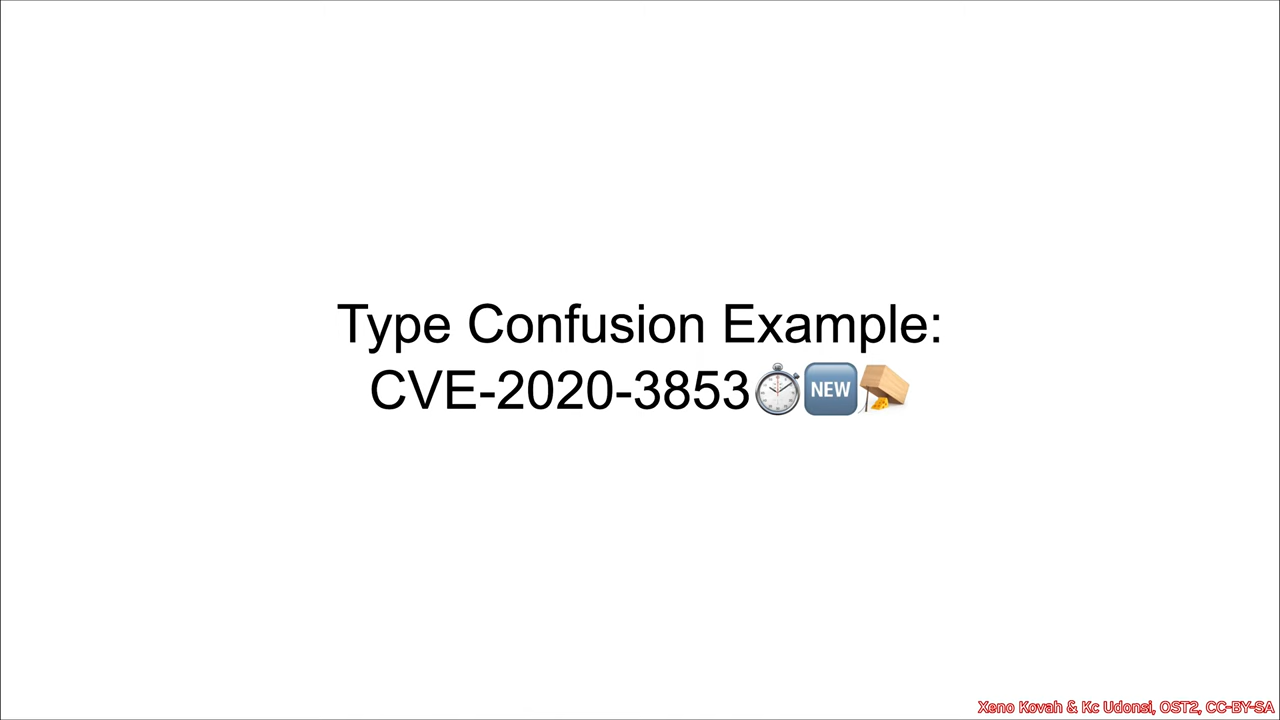 Type Confusion Example:
CVE-2020-3853⏱️🆕🪤
Xeno Kovah & Kc Udonsi, OST2, CC-BY-SA